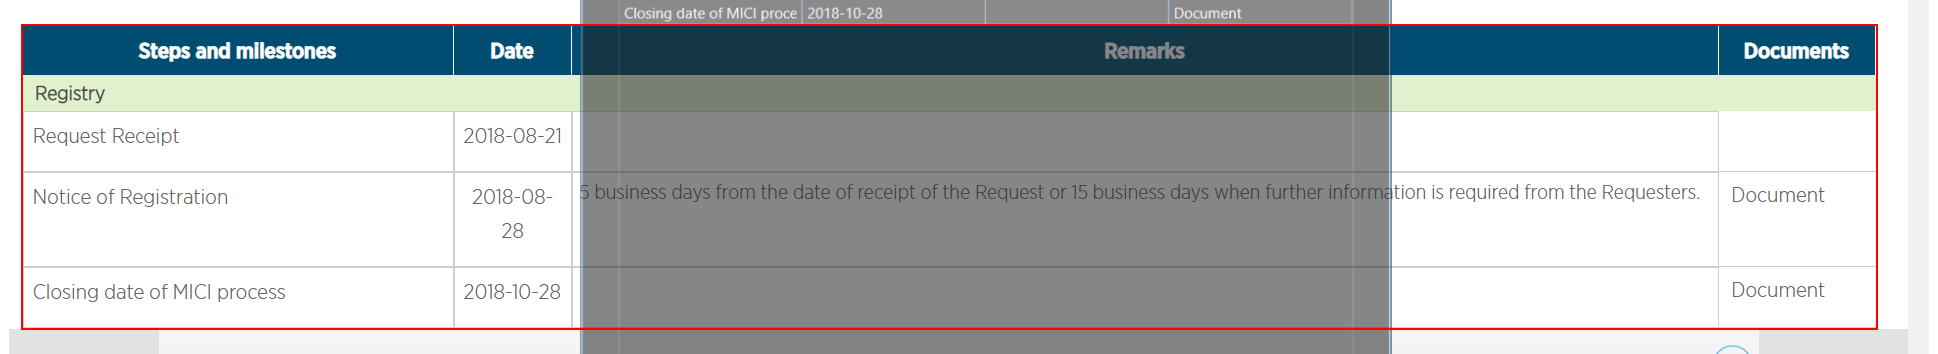 Closing date of MICI proce 2018-10-28 Document
Steps and milestones Date Remarks Documents
Registry
Request Receipt 2018-08-21
Notice of Registration 2018-08-28 5 business days from the date of receipt of the Request or 15 business days when further information is required from the Requesters. Document
Closing date of MICI process 2018-10-28 Document